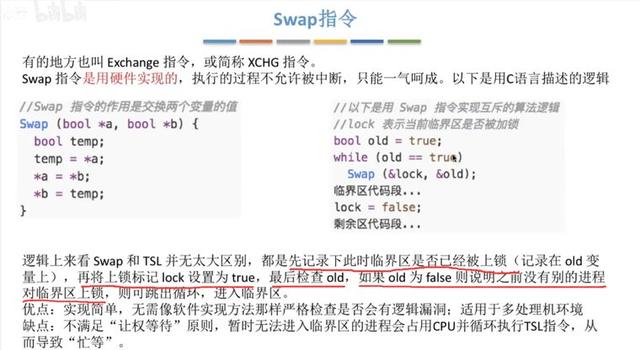 bilibili
Swap指令
有的地方也叫 Exchange 指令，或简称 XCHG 指令。
Swap 指令是用硬件实现的，执行的过程不允许被中断，只能一气呵成。以下是用C语言描述的逻辑
//Swap 指令的作用是交换两个变量的值
Swap (bool *a, bool *b) {
bool temp;
temp = *a;
*a = *b;
*b = temp;
}
//以下是用 Swap 指令实现互斥的算法逻辑
//lock 表示当前临界区是否被加锁
bool old = true;
while (old == true)
Swap (&lock, &old);
临界区代码段...
lock = false;
剩余区代码段...
逻辑上来看 Swap 和 TSL 并无太大区别，都是先记录下此时临界区是否已经被上锁（记录在 old 变
量上），再将上锁标记 lock 设置为 true，最后检查 old，如果 old 为 false 则说明之前没有别的进程
对临界区上锁，则可跳出循环，进入临界区。
优点：实现简单，无需像软件实现方法那样严格检查是否会有逻辑漏洞；适用于多处理机环境
缺点：不满足“让权等待”原则，暂时无法进入临界区的进程会占用CPU并循环执行TSL指令，从
而导致“忙等”。